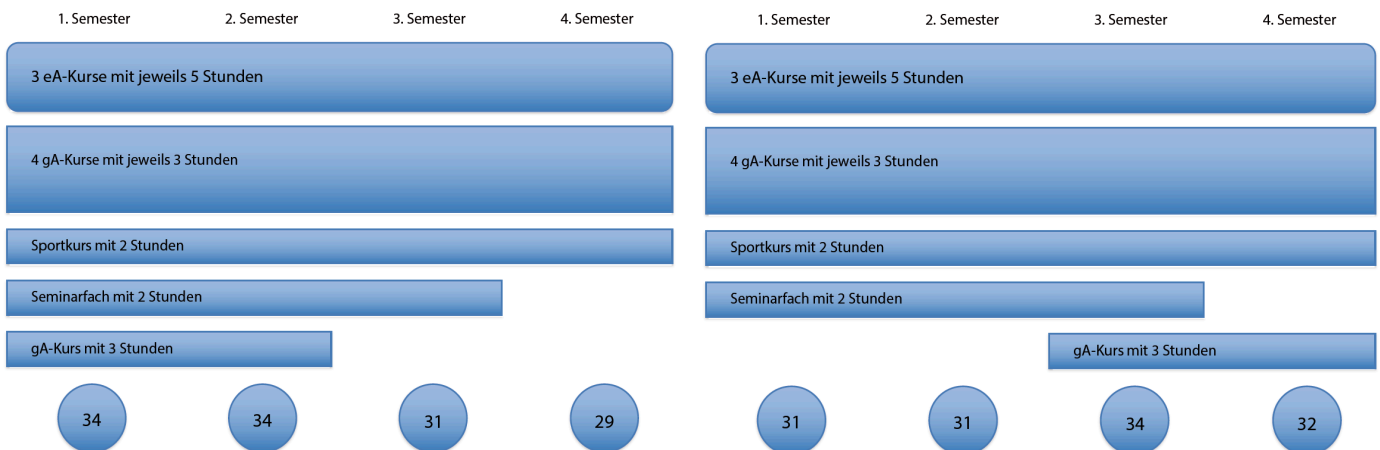 1. Semester 2. Semester 3. Semester 4. Semester
3 eA-Kurse mit jeweils 5 Stunden
4 gA-Kurse mit jeweils 3 Stunden
Sportkurs mit 2 Stunden
Seminarfach mit 2 Stunden
gA-Kurs mit 3 Stunden
34 34 31 29
1. Semester 2. Semester 3. Semester 4. Semester
3 eA-Kurse mit jeweils 5 Stunden
4 gA-Kurse mit jeweils 3 Stunden
Sportkurs mit 2 Stunden
Seminarfach mit 2 Stunden
gA-Kurs mit 3 Stunden
31 31 34 32